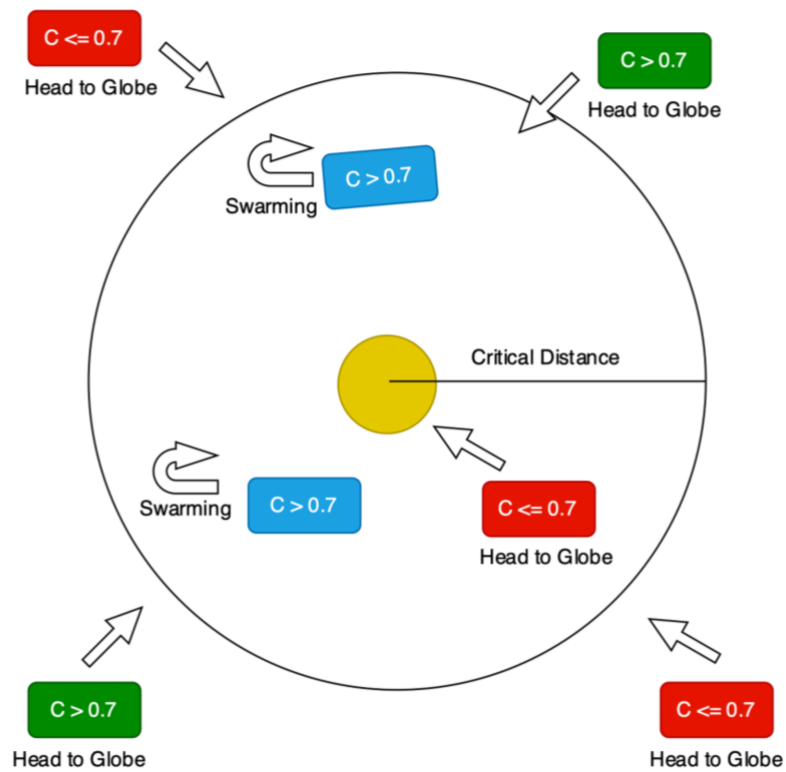 C <= 0.7
Head to Globe
C > 0.7
Head to Globe
C > 0.7
Swarming
Critical Distance
Swarming
C > 0.7
C <= 0.7
Head to Globe
C > 0.7
Head to Globe
C <= 0.7
Head to Globe